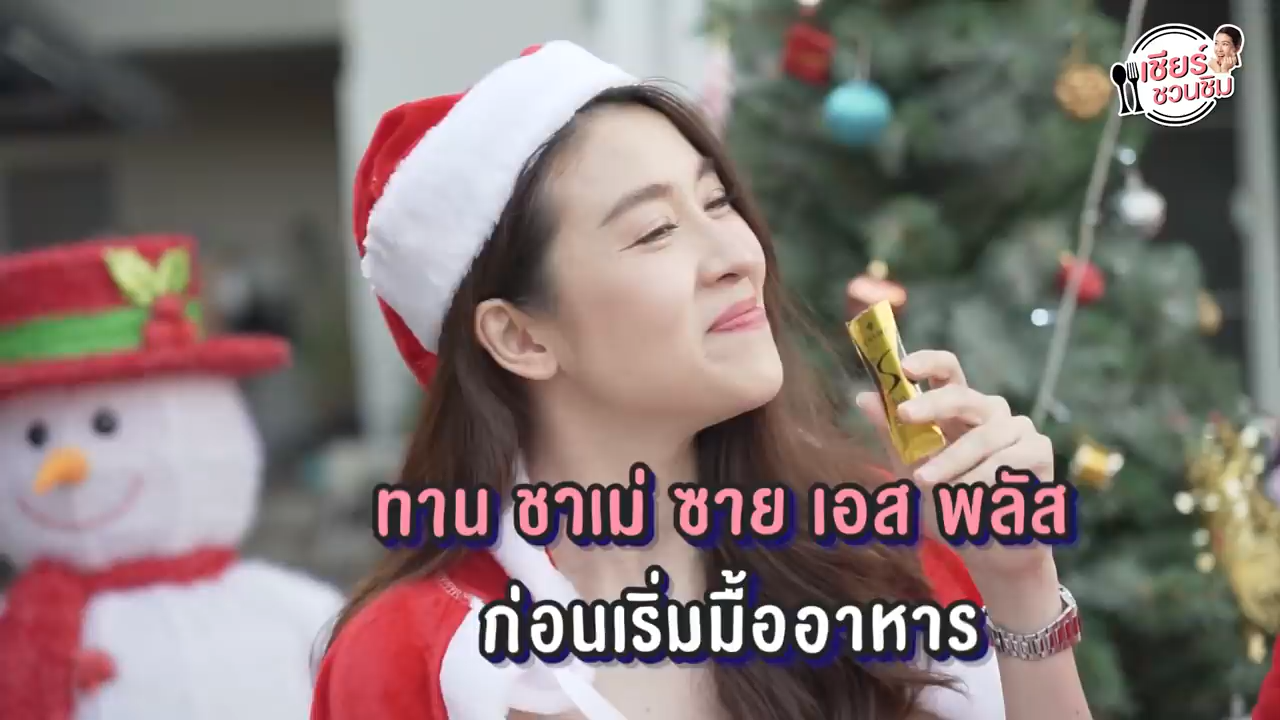 เชียร์
ชวนชิม
ทาน ชาเม่ ซาย เอส พลัส
ก่อนเริ่มมื้ออาหาร